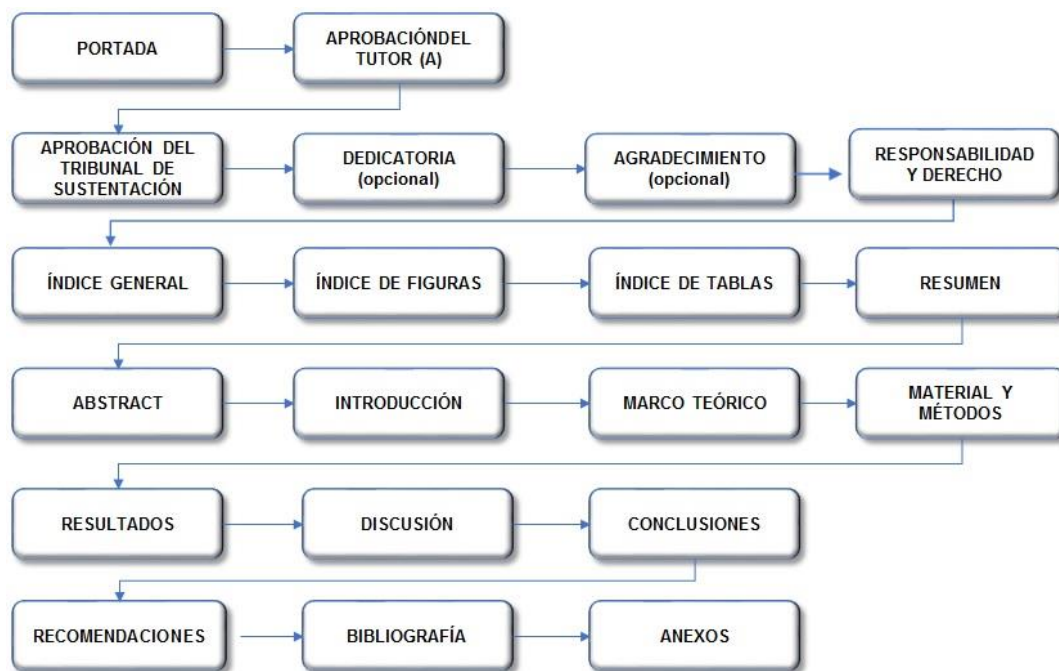 PORTADA
APROBACIÓNDEL
TUTOR (A)
APROBACIÓN DEL
TRIBUNAL DE
SUSTENTACIÓN
DEDICATORIA
(opcional)
AGRADECIMIENTO
(opcional)
RESPONSABILIDAD
Y DERECHO
ÍNDICE GENERAL
ÍNDICE DE FIGURAS
ÍNDICE DE TABLAS
RESUMEN
ABSTRACT
INTRODUCCIÓN
MARCO TEÓRICO
MATERIAL Y
MÉTODOS
RESULTADOS
DISCUSIÓN
CONCLUSIONES
RECOMENDACIONES
BIBLIOGRAFÍA
ANEXOS